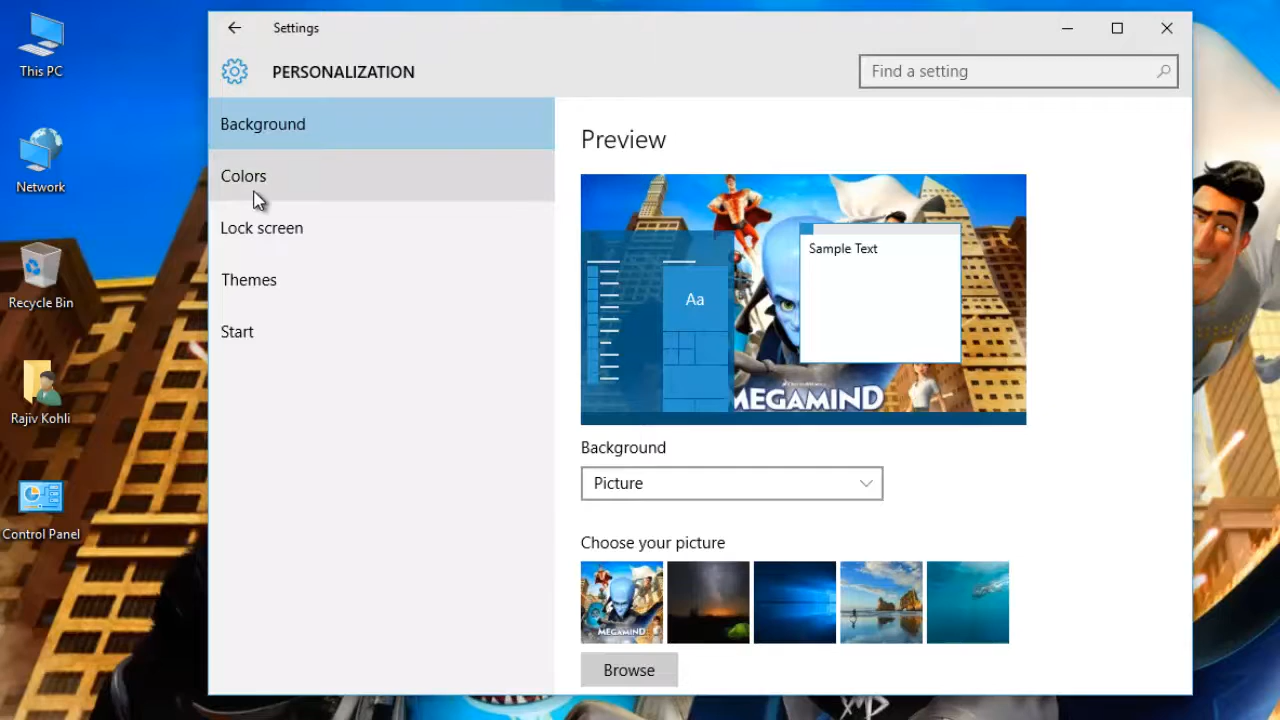 This PC
Network
Recycle Bin
Rajiv Kohli
Control Panel
Settings
PERSONALIZATION
Find a setting
Background
Colors
Lock screen
Themes
Start
Preview
Sample Text
Aa
MEGAMIND
Background
Picture
Choose your picture
MEGAMIND
Browse